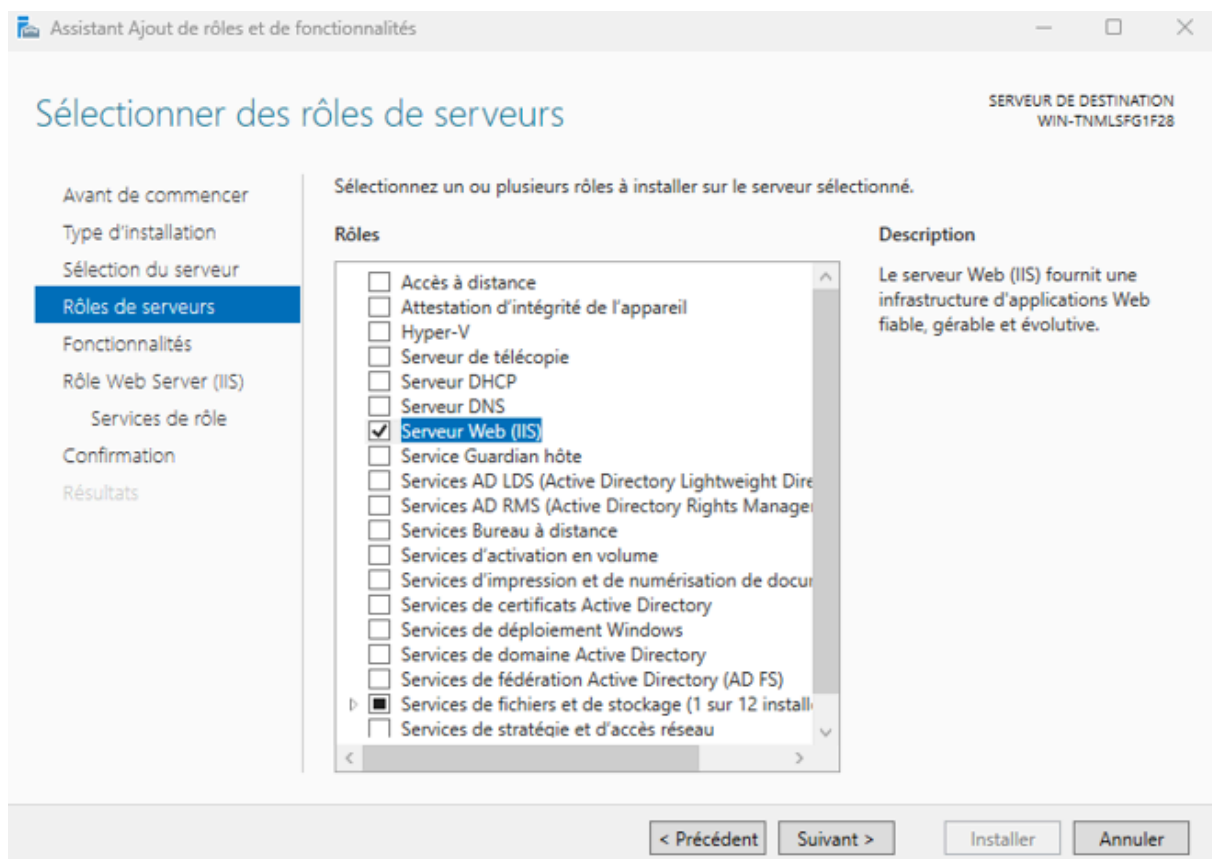 Assistant Ajout de rôles et de fonctionnalités
Sélectionner des rôles de serveurs
SERVEUR DE DESTINATION
WIN-TNMLSFG1F28
Avant de commencer
Type d'installation
Sélection du serveur
Rôles de serveurs
Fonctionnalités
Rôle Web Server (IIS)
Services de rôle
Confirmation
Résultats
Sélectionnez un ou plusieurs rôles à installer sur le serveur sélectionné.
Rôles
Accès à distance
Attestation d'intégrité de l'appareil
Hyper-V
Serveur de télécopie
Serveur DHCP
Serveur DNS
Serveur Web (IIS)
Service Guardian hôte
Services AD LDS (Active Directory Lightweight Dire
Services AD RMS (Active Directory Rights Manage
Services Bureau à distance
Services d'activation en volume
Services d'impression et de numérisation de docu
Services de certificats Active Directory
Services de déploiement Windows
Services de domaine Active Directory
Services de fédération Active Directory (AD FS)
Services de fichiers et de stockage (1 sur 12 install
Services de stratégie et d'accès réseau
Description
Le serveur Web (IIS) fournit une
infrastructure d'applications Web
fiable, gérable et évolutive.
< Précédent
Suivant >
Installer
Annuler